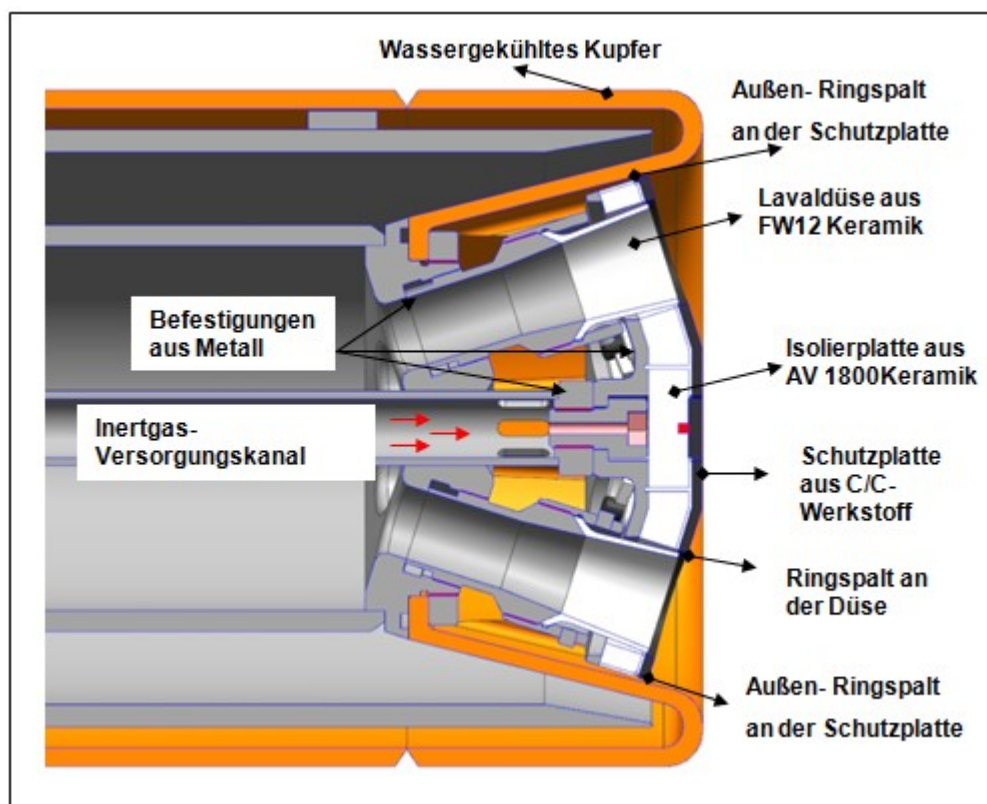 Wassergekühltes Kupfer
Außen- Ringspalt
an der Schutzplatte
Lavaldüse aus
FW12 Keramik
Befestigungen
aus Metall
Isolierplatte aus
AV 1800Keramik
Inertgas-
Versorgungskanal
Schutzplatte
aus C/C-
Werkstoff
Ringspalt an
der Düse
Außen- Ringspalt
an der Schutzplatte